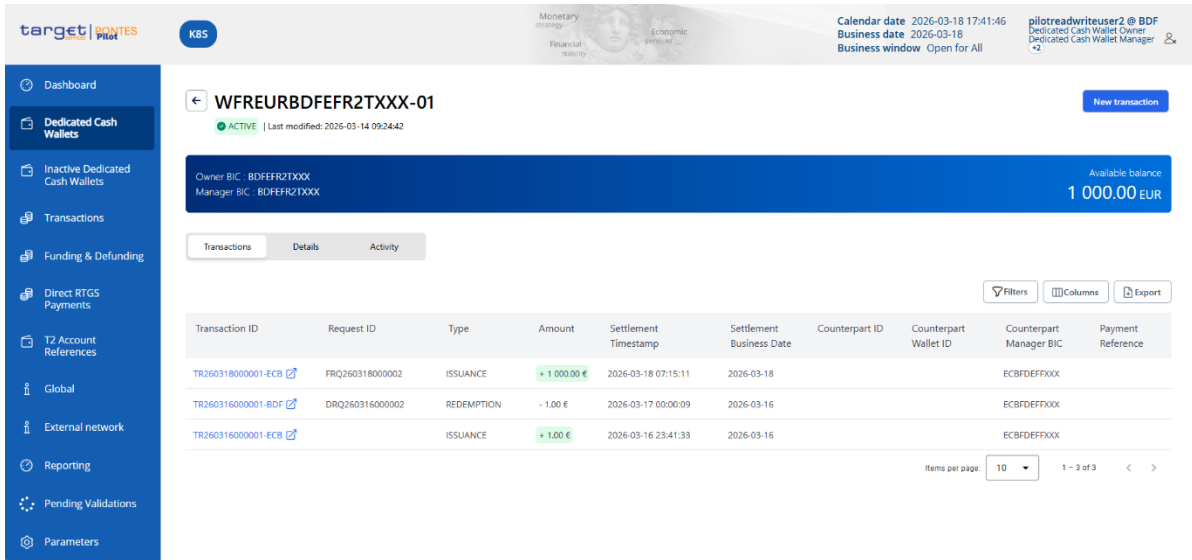 target | PONTES
services Pilot
K8S
Monetary
strategy
Financial
stability
Economic
services
Calendar date 2026-03-18 17:41:46
Business date 2026-03-18
Business window Open for All
pilotreadwriteuser2 @ BDF
Dedicated Cash Wallet Owner
Dedicated Cash Wallet Manager
+2
Dashboard
Dedicated Cash
Wallets
Inactive Dedicated
Cash Wallets
Transactions
Funding & Defunding
Direct RTGS
Payments
T2 Account
References
Global
External network
Reporting
Pending Validations
Parameters
WFREURBDFEFR2TXXX-01
New transaction
ACTIVE | Last modified: 2026-03-14 09:24:42
Owner BIC : BDFEFR2TXXX
Manager BIC : BDFEFR2TXXX
Available balance
1 000.00 EUR
Transactions Details Activity
Filters Columns Export
Transaction ID Request ID Type Amount Settlement Timestamp Settlement Business Date Counterpart ID Counterpart Wallet ID Counterpart Manager BIC Payment Reference
TR260318000001-ECB FRQ260318000002 ISSUANCE + 1 000.00 € 2026-03-18 07:15:11 2026-03-18 ECBFDEFFXXX
TR260316000001-BDF DRQ260316000002 REDEMPTION - 1.00 € 2026-03-17 00:00:09 2026-03-16 ECBFDEFFXXX
TR260316000001-ECB ISSUANCE + 1.00 € 2026-03-16 23:41:33 2026-03-16 ECBFDEFFXXX
Items per page: 10 1 – 3 of 3